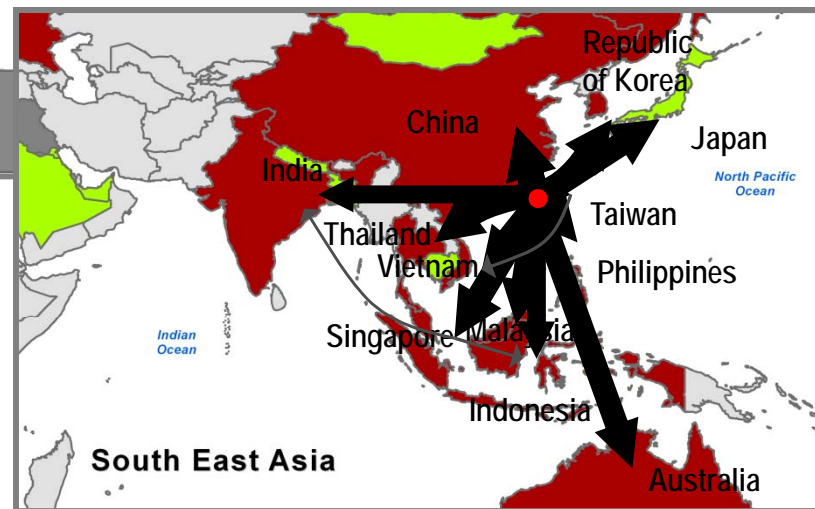 Republic
of Korea
China
Japan
India
North Pacific
Ocean
Taiwan
Thailand
Vietnam
Philippines
Singapore
Malaysia
Indian
Ocean
Indonesia
South East Asia
Australia